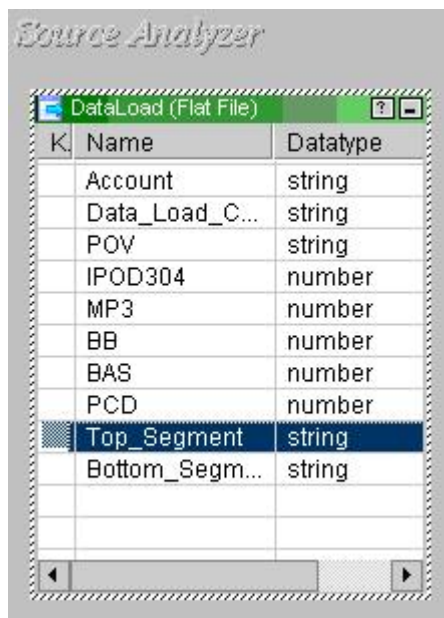 Source Analyzer
DataLoad (Flat File)
K. Name Datatype
Account string
Data_Load_C... string
POV string
IPOD304 number
MP3 number
BB number
BAS number
PCD number
Top_Segment string
Bottom_Segm... string